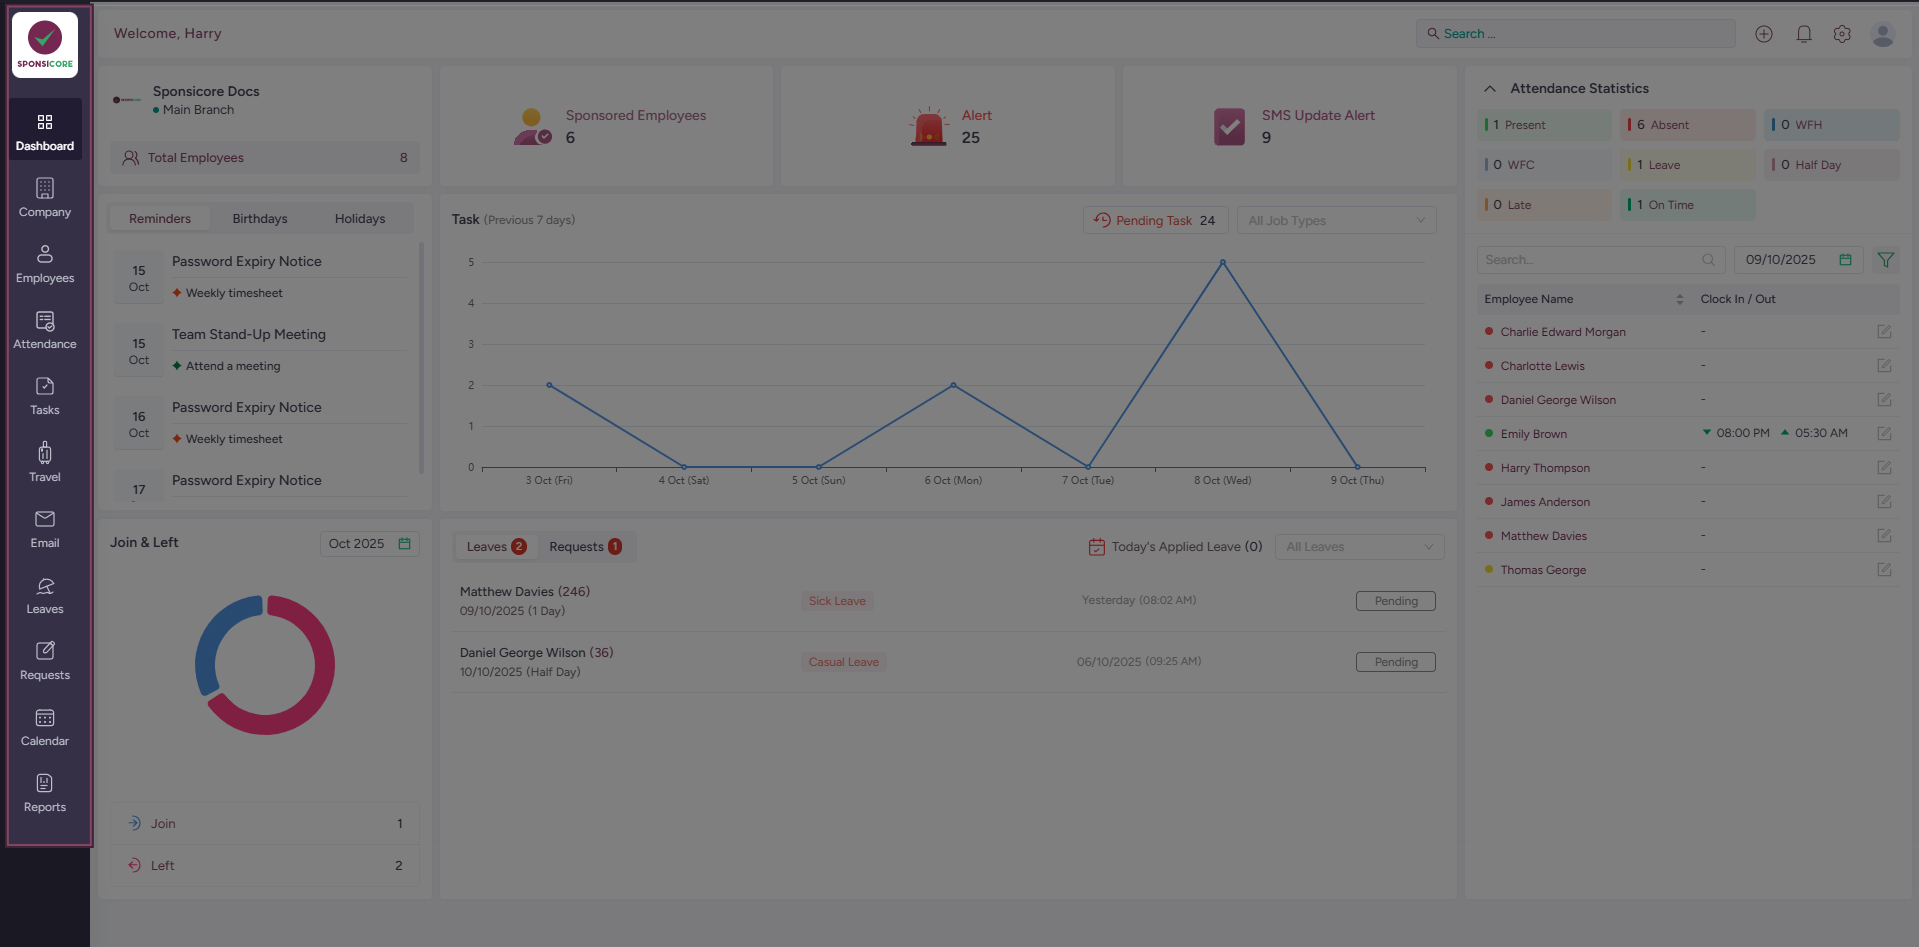 SPONSICORE
Dashboard
Company
Employees
Attendance
Tasks
Travel
Email
Leaves
Requests
Calendar
Reports
Welcome, Harry
Search ...
Sponsicore Docs
Main Branch
Total Employees 8
Sponsored Employees
6
Alert
25
SMS Update Alert
9
Reminders Birthdays Holidays
15 Oct
Password Expiry Notice
Weekly timesheet
15 Oct
Team Stand-Up Meeting
Attend a meeting
16 Oct
Password Expiry Notice
Weekly timesheet
17
Password Expiry Notice
Task (Previous 7 days)
Pending Task 24
All Job Types
5
4
3
2
1
0
3 Oct (Fri) 4 Oct (Sat) 5 Oct (Sun) 6 Oct (Mon) 7 Oct (Tue) 8 Oct (Wed) 9 Oct (Thu)
Join & Left
Oct 2025
Join 1
Left 2
Leaves 2 Requests 1
Today's Applied Leave (0)
All Leaves
Matthew Davies (246)
09/10/2025 (1 Day)
Sick Leave
Yesterday (08:02 AM)
Pending
Daniel George Wilson (36)
10/10/2025 (Half Day)
Casual Leave
06/10/2025 (09:25 AM)
Pending
Attendance Statistics
1 Present 6 Absent 0 WFH
0 WFC 1 Leave 0 Half Day
0 Late 1 On Time
Search...
09/10/2025
Employee Name Clock In / Out
Charlie Edward Morgan -
Charlotte Lewis -
Daniel George Wilson -
Emily Brown 08:00 PM 05:30 AM
Harry Thompson -
James Anderson -
Matthew Davies -
Thomas George -